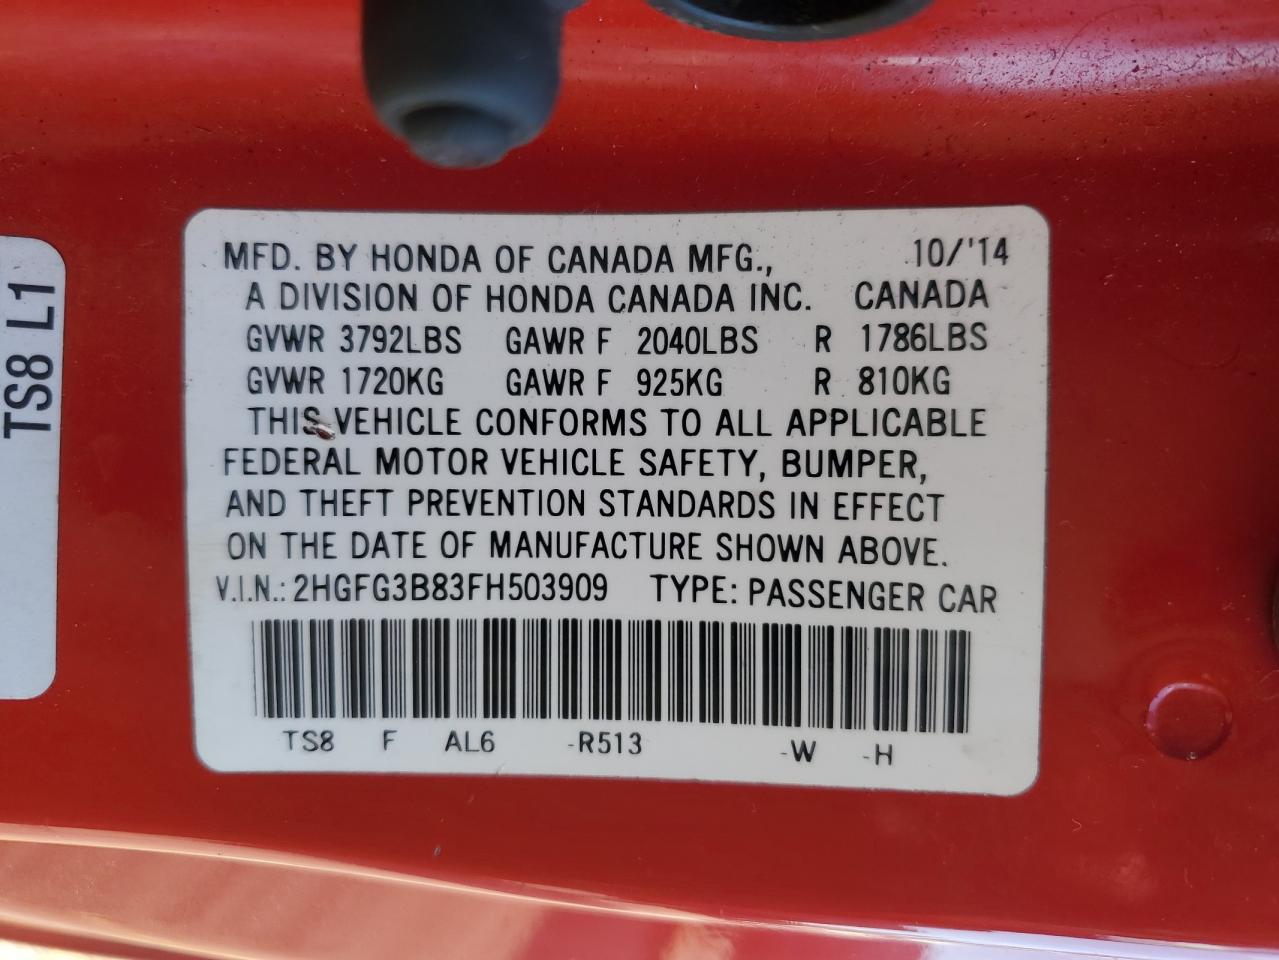 MFD. BY HONDA OF CANADA MFG., 10/'14
A DIVISION OF HONDA CANADA INC. CANADA
GVWR 3792LBS GAWR F 2040LBS R 1786LBS
GVWR 1720KG GAWR F 925KG R 810KG
THIS VEHICLE CONFORMS TO ALL APPLICABLE
FEDERAL MOTOR VEHICLE SAFETY, BUMPER,
AND THEFT PREVENTION STANDARDS IN EFFECT
ON THE DATE OF MANUFACTURE SHOWN ABOVE.
V.I.N.: 2HGFG3B83FH503909 TYPE: PASSENGER CAR
TS8 F AL6 -R513 -W -H
TS8 L1